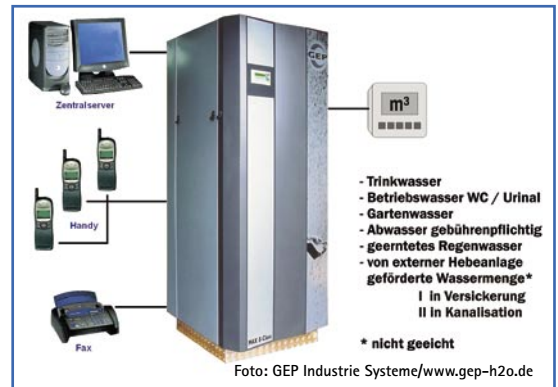 GEP
Zentralserver
Handy
Fax
m³
- Trinkwasser
- Betriebswasser WC / Urinal
- Gartenwasser
- Abwasser gebührenpflichtig
- geerntetes Regenwasser
- von externer Hebeanlage
geförderte Wassermenge*
I in Versickerung
II in Kanalisation
* nicht geeicht
Foto: GEP Industrie Systeme/www.gep-h2o.de